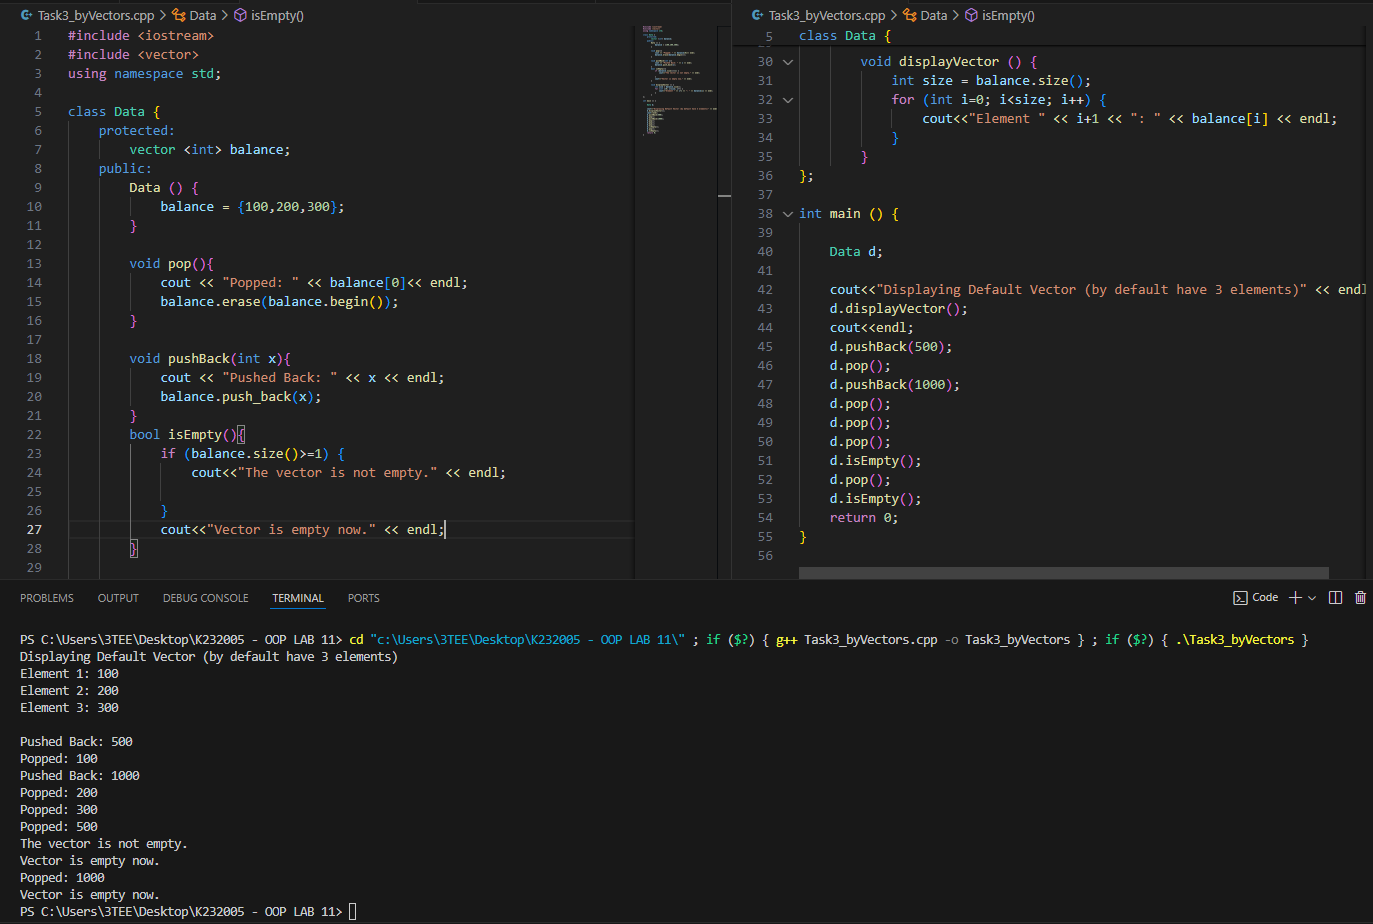 Task3_byVectors.cpp > Data > isEmpty()
1 #include <iostream>
2 #include <vector>
3 using namespace std;
4
5 class Data {
6 protected:
7 vector <int> balance;
8 public:
9 Data () {
10 balance = {100,200,300};
11 }
12
13 void pop(){
14 cout << "Popped: " << balance[0]<< endl;
15 balance.erase(balance.begin());
16 }
17
18 void pushBack(int x){
19 cout << "Pushed Back: " << x << endl;
20 balance.push_back(x);
21 }
22 bool isEmpty(){
23 if (balance.size()>=1) {
24 cout<<"The vector is not empty." << endl;
25
26 }
27 cout<<"Vector is empty now." << endl;
28 }
29
Task3_byVectors.cpp > Data > isEmpty()
5 class Data {
30 void displayVector () {
31 int size = balance.size();
32 for (int i=0; i<size; i++) {
33 cout<<"Element " << i+1 << ": " << balance[i] << endl;
34 }
35 }
36 };
37
38 int main () {
39
40 Data d;
41
42 cout<<"Displaying Default Vector (by default have 3 elements)" << endl
43 d.displayVector();
44 cout<<endl;
45 d.pushBack(500);
46 d.pop();
47 d.pushBack(1000);
48 d.pop();
49 d.pop();
50 d.pop();
51 d.isEmpty();
52 d.pop();
53 d.isEmpty();
54 return 0;
55 }
56
PROBLEMS OUTPUT DEBUG CONSOLE TERMINAL PORTS Code
PS C:\Users\3TEE\Desktop\K232005 - OOP LAB 11> cd "c:\Users\3TEE\Desktop\K232005 - OOP LAB 11\" ; if ($?) { g++ Task3_byVectors.cpp -o Task3_byVectors } ; if ($?) { .\Task3_byVectors }
Displaying Default Vector (by default have 3 elements)
Element 1: 100
Element 2: 200
Element 3: 300

Pushed Back: 500
Popped: 100
Pushed Back: 1000
Popped: 200
Popped: 300
Popped: 500
The vector is not empty.
Vector is empty now.
Popped: 1000
Vector is empty now.
PS C:\Users\3TEE\Desktop\K232005 - OOP LAB 11>